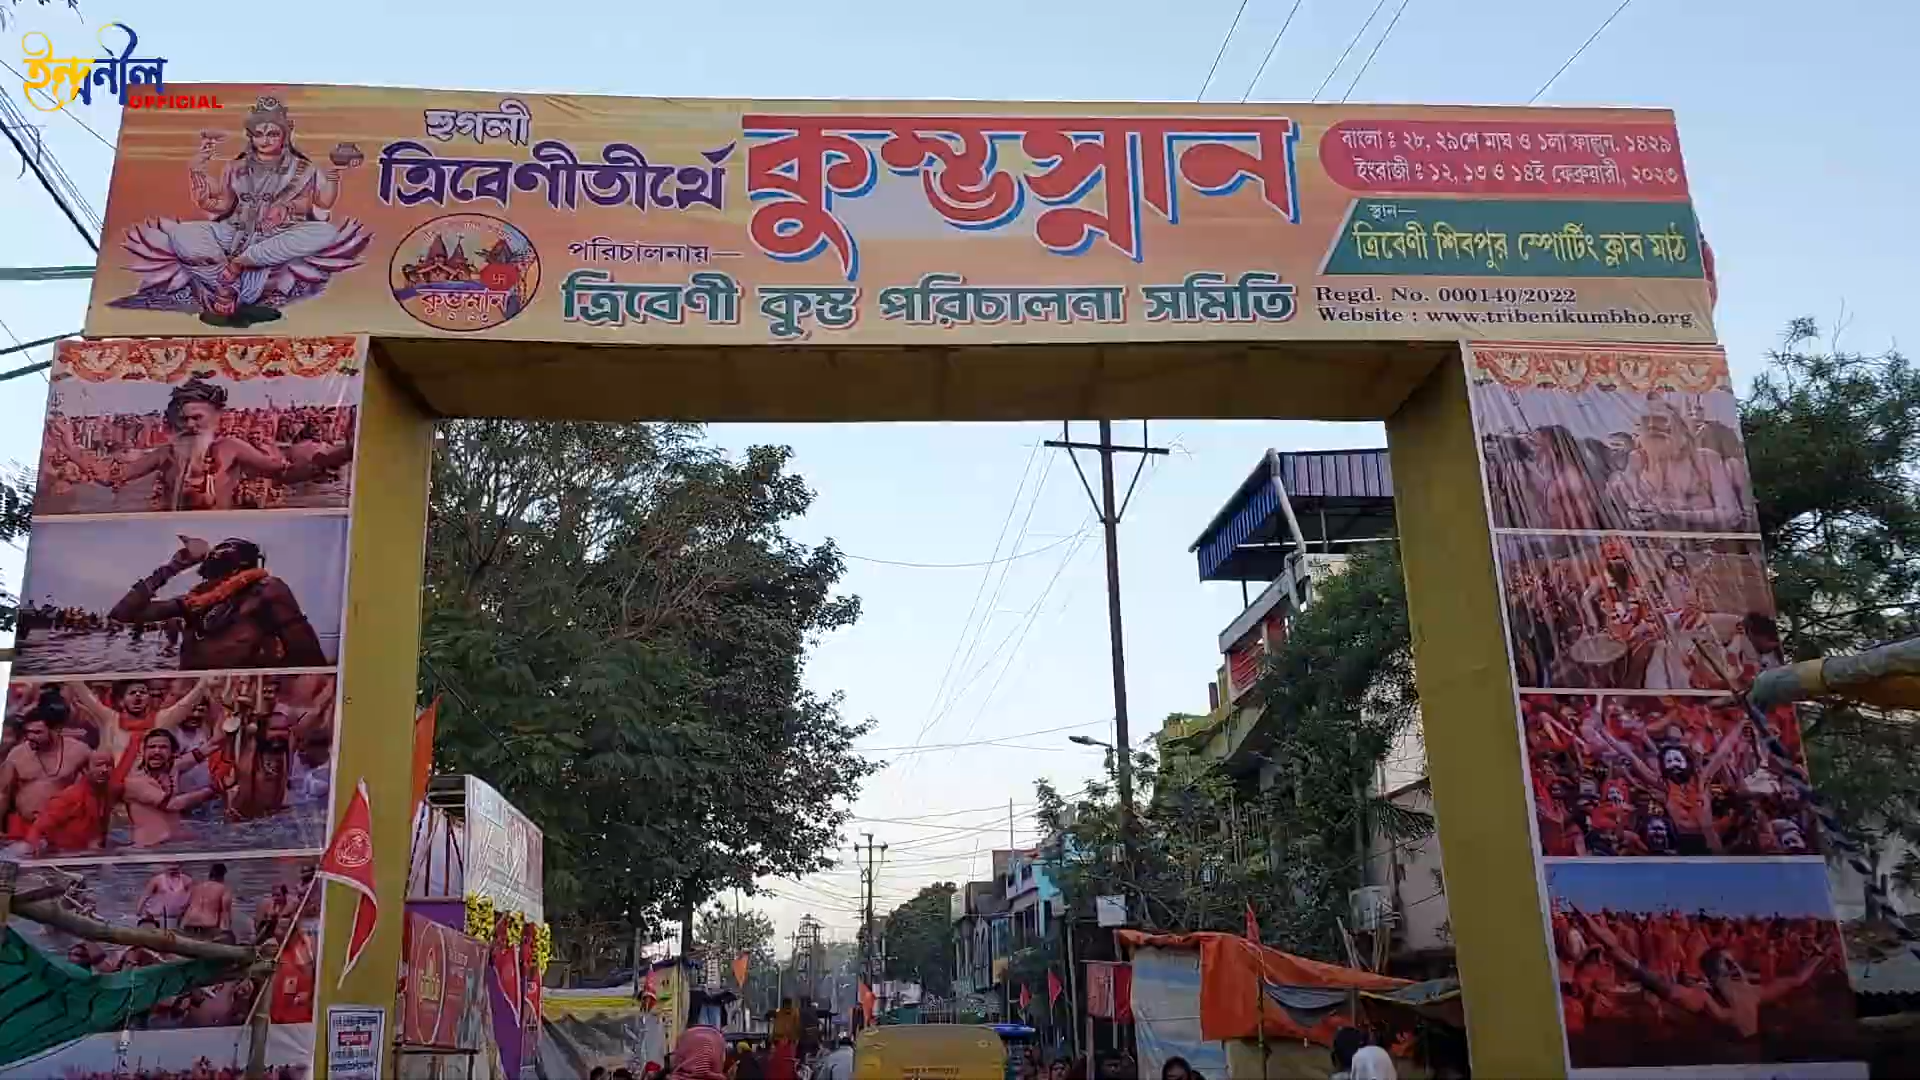 ইন্দ্রনীল
OFFICIAL
হুগলী
ত্রিবেণীতীর্থে
কুম্ভস্নান
বাংলা : ২৮, ২৯শে মাঘ ও ১লা ফাল্গুন, ১৪২৯
ইংরাজী : ১২, ১৩ ও ১৪ই ফেব্রুয়ারী, ২০২৩
স্থান—
ত্রিবেণী শিবপুর স্পোর্টিং ক্লাব মাঠ
কুম্ভস্নান
পরিচালনায়—
ত্রিবেণী কুম্ভ পরিচালনা সমিতি
Regd. No. 000140/2022
Website : www.tribenikumbho.org